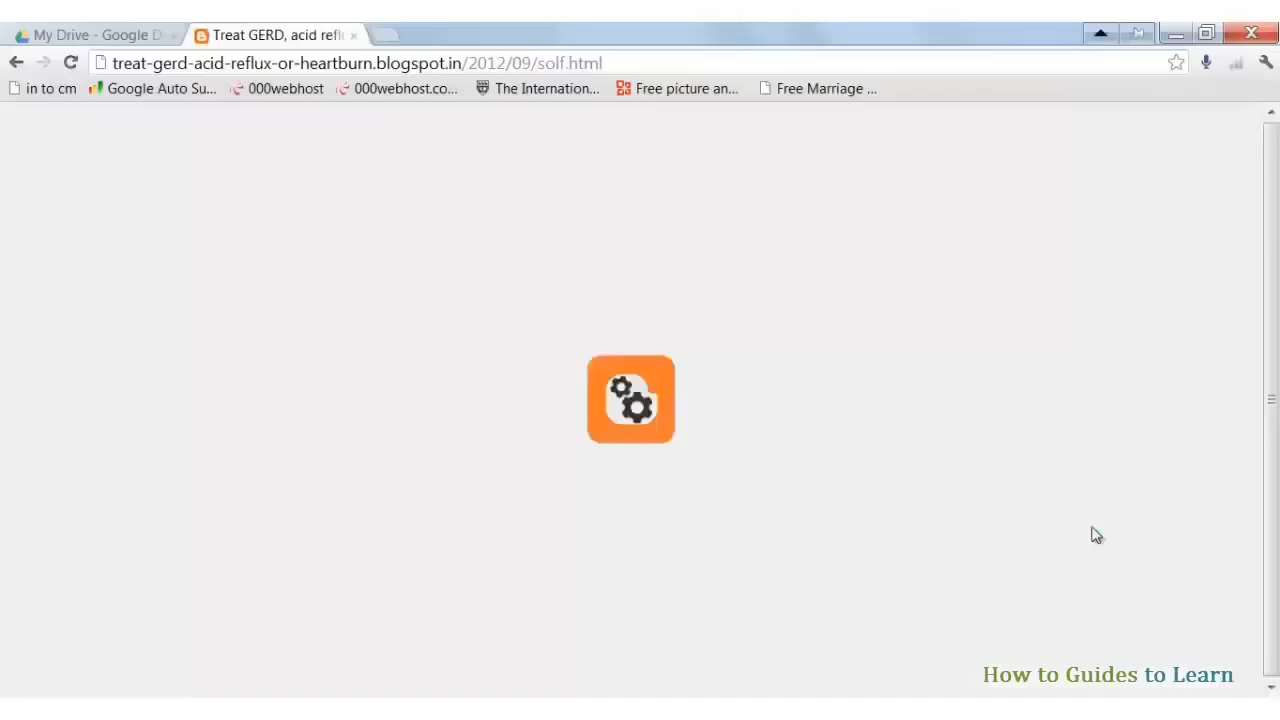 My Drive - Google D
Treat GERD, acid refl
treat-gerd-acid-reflux-or-heartburn.blogspot.in/2012/09/solf.html
in to cm Google Auto Su... 000webhost 000webhost.co... The Internation... Free picture an... Free Marriage ...
How to Guides to Learn